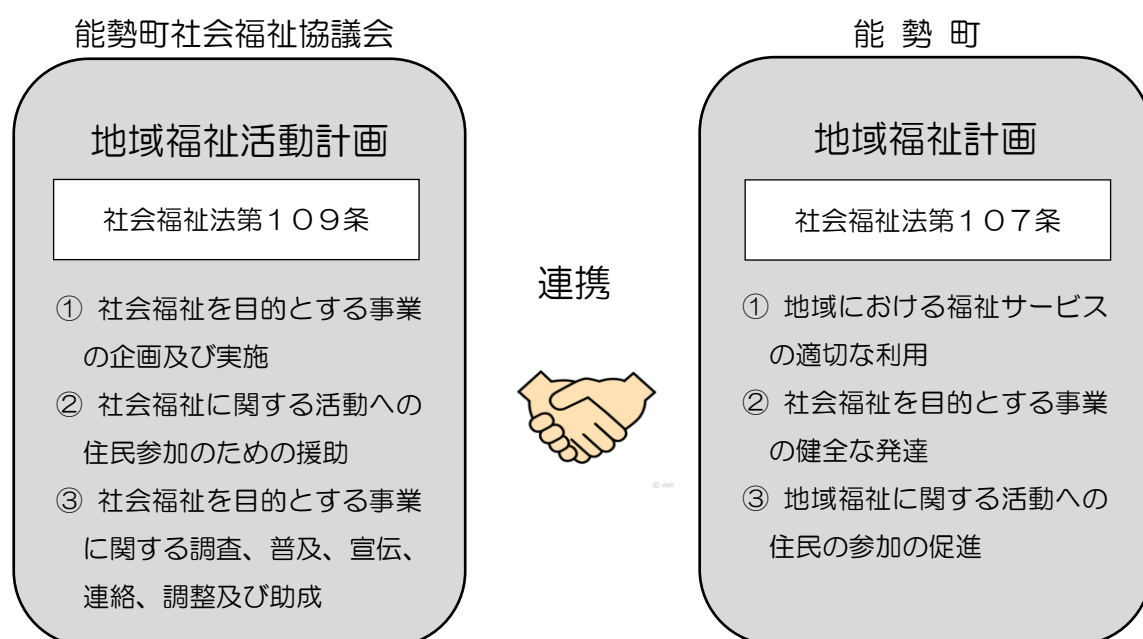 能勢町社会福祉協議会
地域福祉活動計画
社会福祉法第１０９条
① 社会福祉を目的とする事業
の企画及び実施
② 社会福祉に関する活動への
住民参加のための援助
③ 社会福祉を目的とする事業
に関する調査、普及、宣伝、
連絡、調整及び助成
連携
能 勢 町
地域福祉計画
社会福祉法第１０７条
① 地域における福祉サービス
の適切な利用
② 社会福祉を目的とする事業
の健全な発達
③ 地域福祉に関する活動への
住民の参加の促進